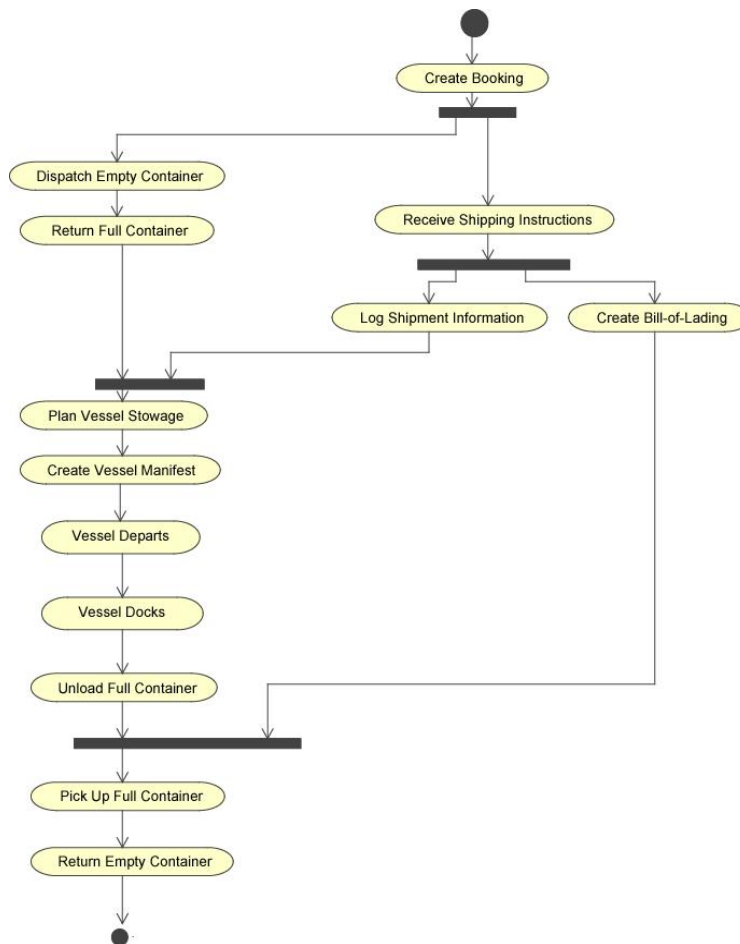 Create Booking
Dispatch Empty Container
Receive Shipping Instructions
Return Full Container
Log Shipment Information
Create Bill-of-Lading
Plan Vessel Stowage
Create Vessel Manifest
Vessel Departs
Vessel Docks
Unload Full Container
Pick Up Full Container
Return Empty Container